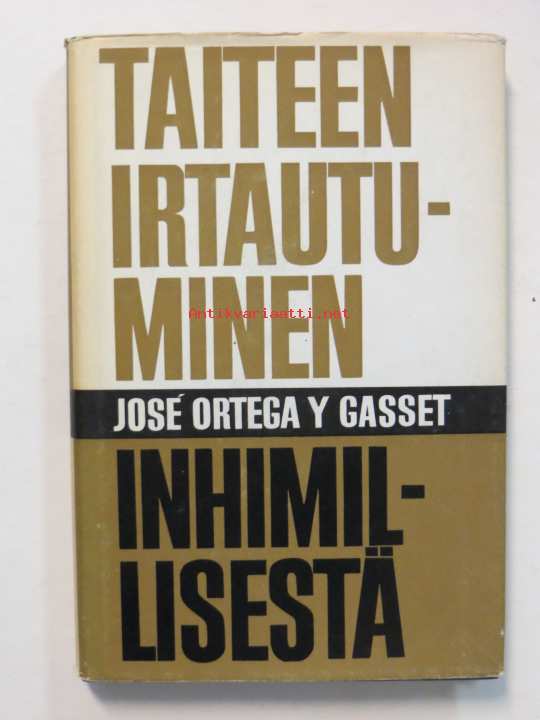 TAITEEN
IRTAUTU-
Antikvariaatti.net
MINEN
JOSÉ ORTEGA Y GASSET
INHIMIL-
LISESTÄ